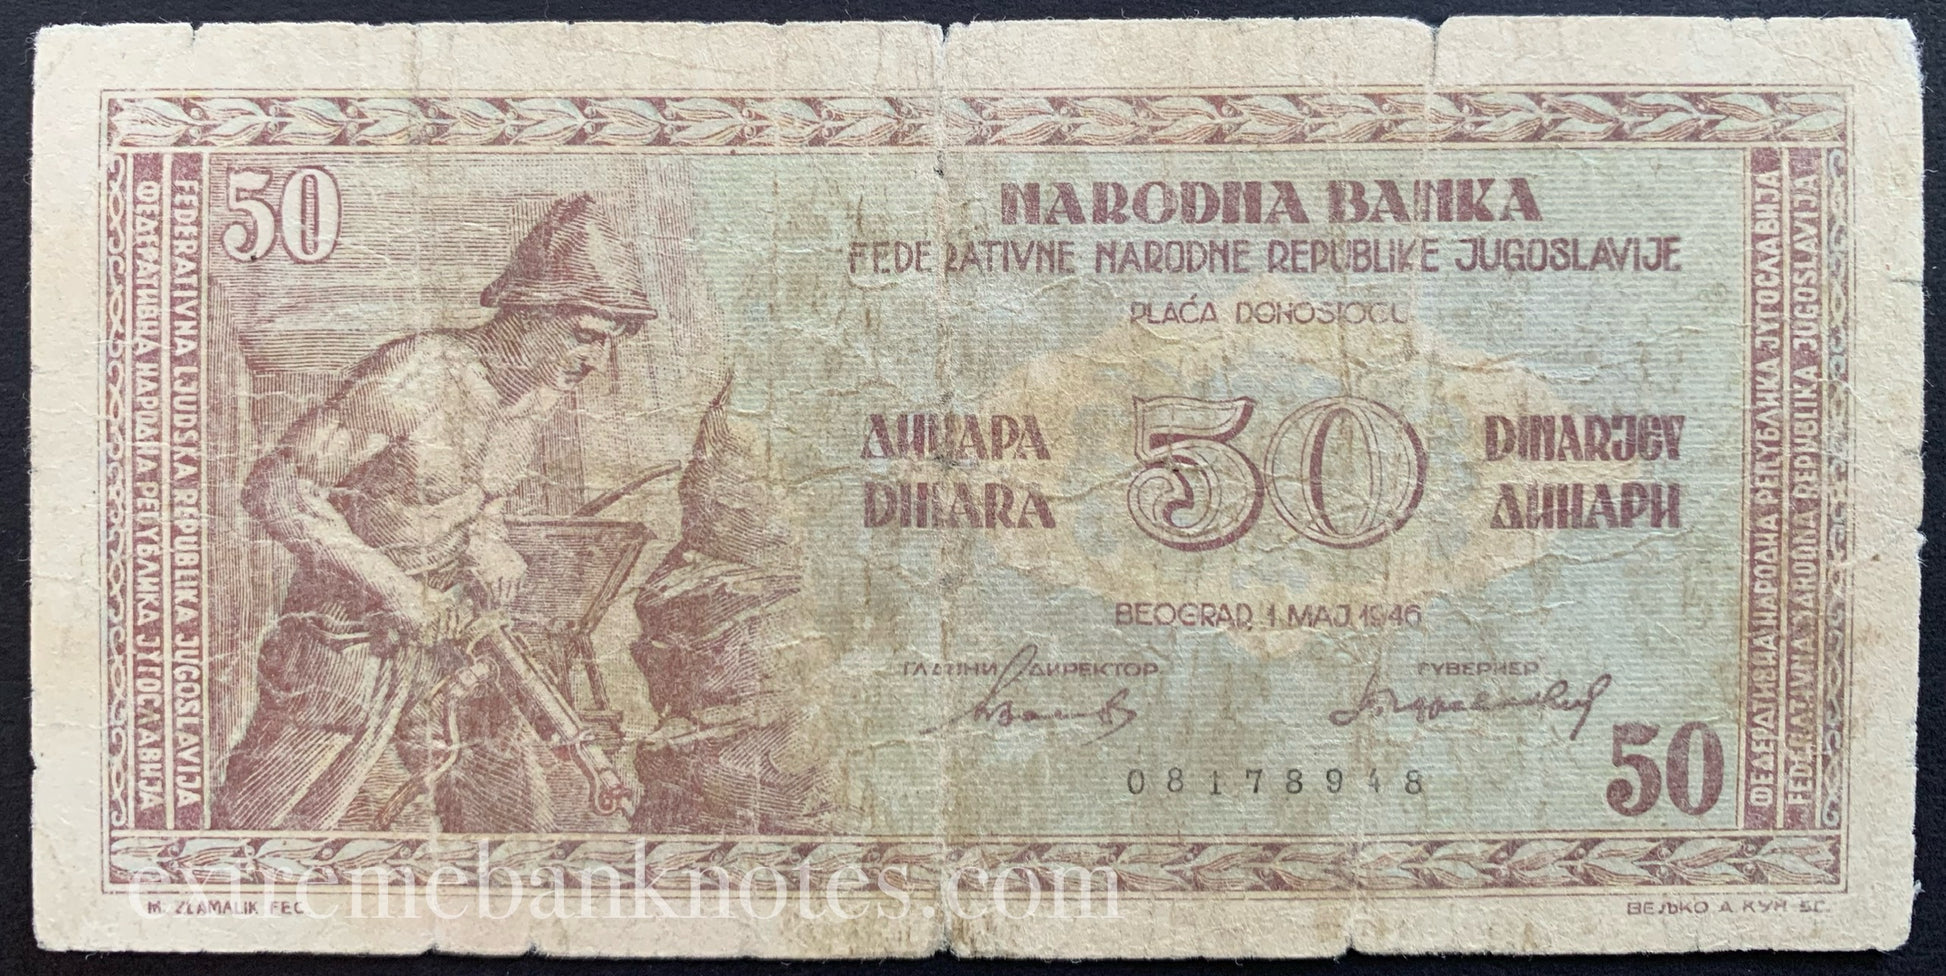 50
FEDERATIVNA LJUDSKA REPUBLIKA JUGOSLAVIJA
ФЕДЕРАТИВНА НАРОДНА РЕПУБЛИКА ЈУГОСЛАВИЈА
NARODNA BANKA
FEDERATIVNE NARODNE REPUBLIKE JUGOSLAVIJE
PLAĆA DONOSIOCU
ДИНАРА
DINARA
50
DINARJEV
ДИНАРИ
BEOGRAD, 1 MAJ 1946
ГЛАВНИ ДИРЕКТОР
ГУВЕРНЕР
08178948
50
ФЕДЕРАТИВНА НАРОДНА РЕПУБЛИКА ЈУГОСЛАВИЈА
FEDERATIVNA NARODNA REPUBLIKA JUGOSLAVIJA
extremebanknotes.com
M. ZLAMALIK FEC.
ВЕЉКО А. КУН SC.